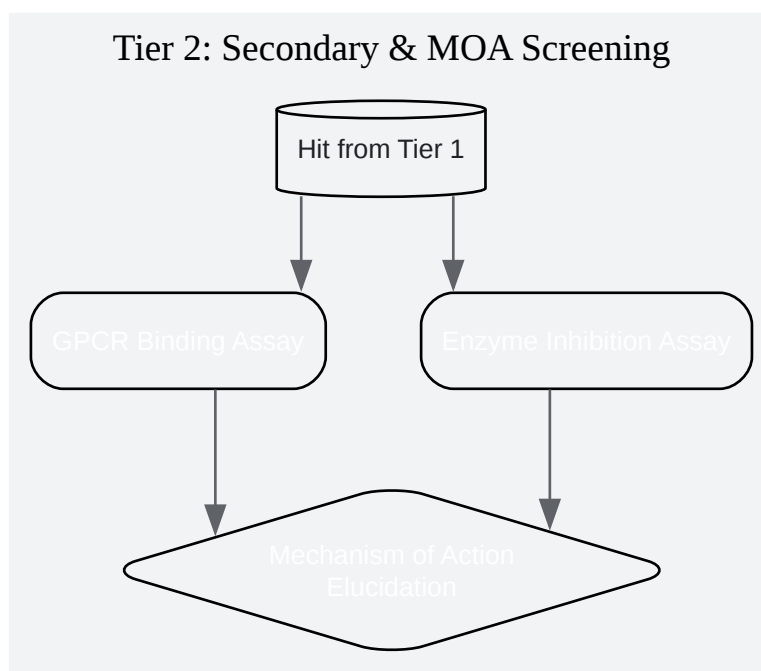 Tier 2: Secondary & MOA Screening
Hit from Tier 1
GPCR Binding Assay
Enzyme Inhibition Assay
Mechanism of Action
Elucidation